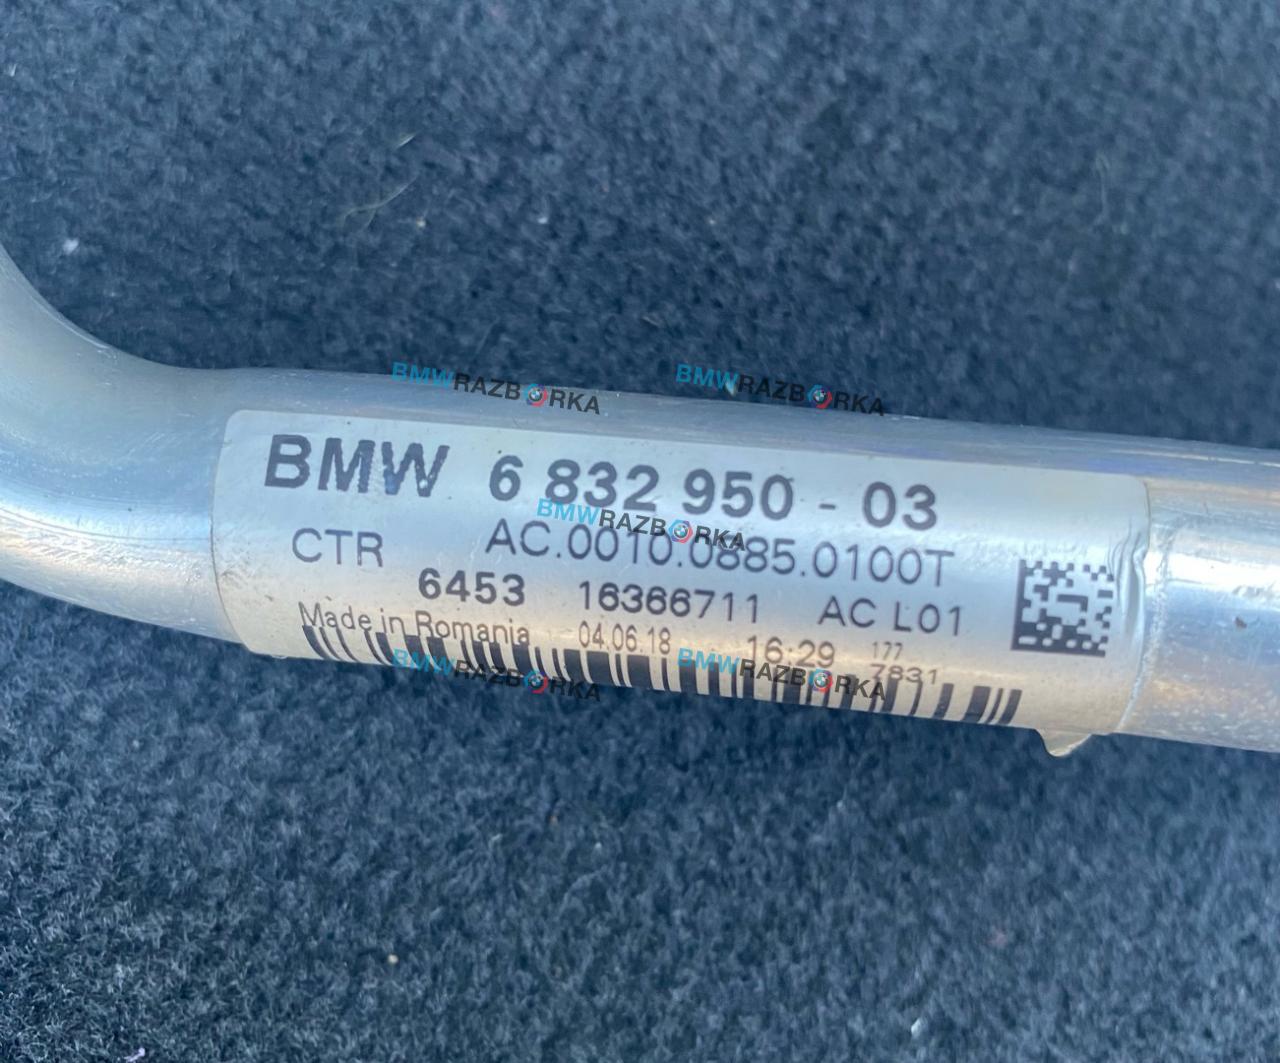 BMWRAZBORKA BMWRAZBORKA
BMW 6 832 950 - 03
BMWRAZBORKA
CTR AC.0010.0885.0100T
6453 16366711 AC L01
Made in Romania 04.06.18 16:29 177
7831
BMWRAZBORKA BMWRAZBORKA